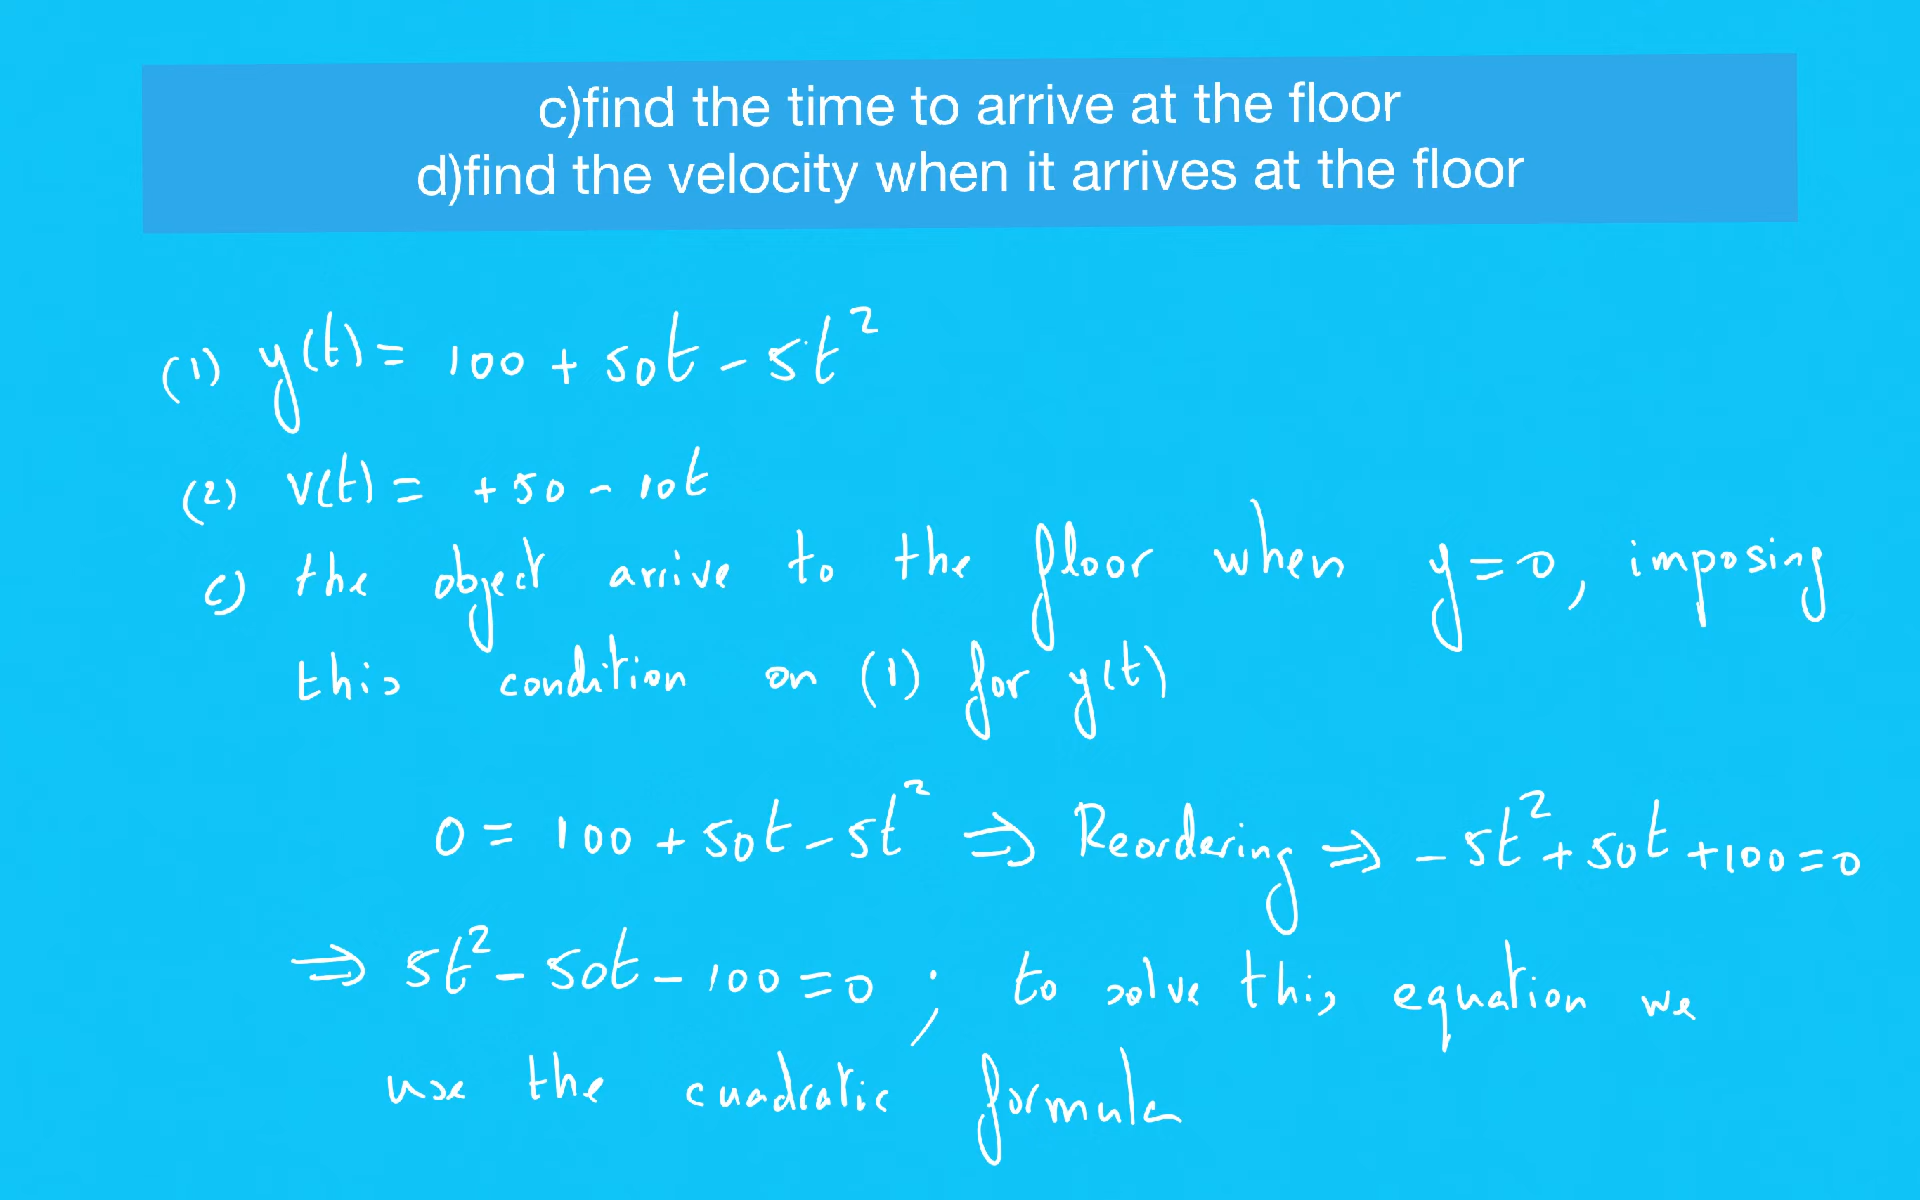 c)find the time to arrive at the floor
d)find the velocity when it arrives at the floor
(1) y(t) = 100 + 50t - 5t²
(2) v(t) = +50 - 10t
c) the object arrive to the floor when y=0, imposing
this condition on (1) for y(t)
0 = 100 + 50t - 5t² ⇒ Reordering ⇒ -5t² + 50t +100=0
⇒ 5t² - 50t - 100 = 0 ; to solve this equation we
use the cuadratic formula